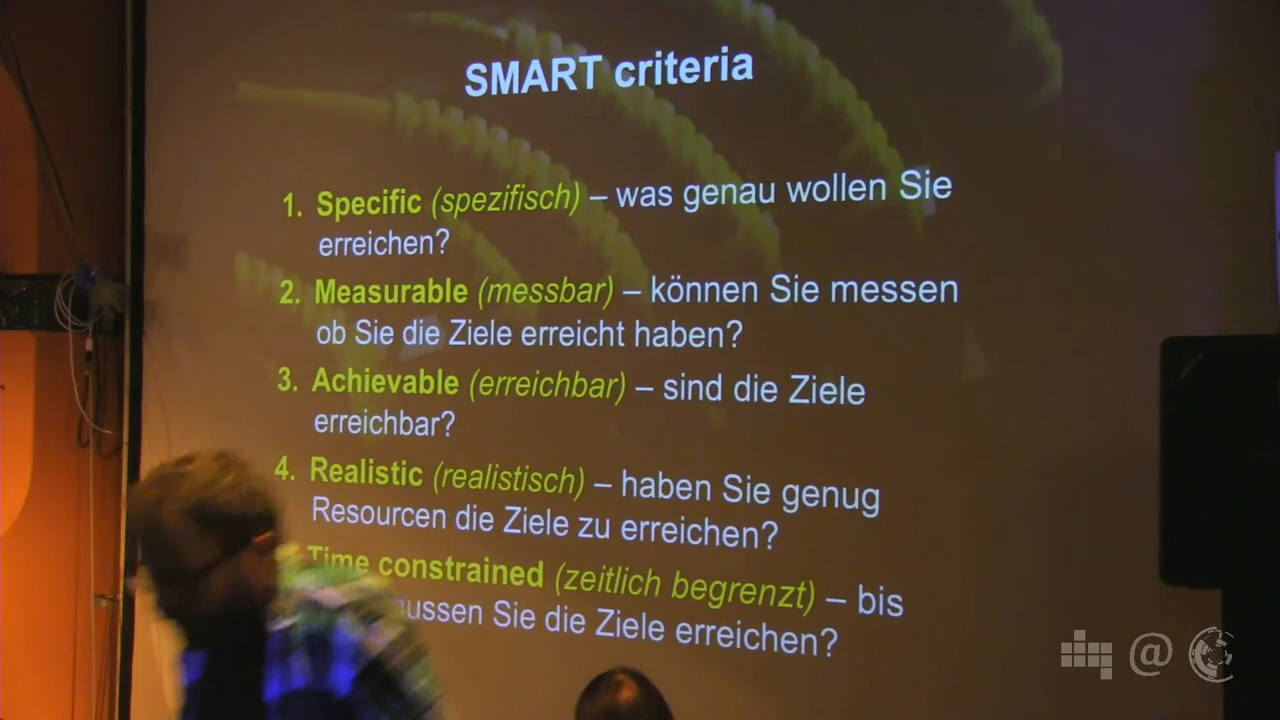 SMART criteria
1. Specific (spezifisch) – was genau wollen Sie
erreichen?
2. Measurable (messbar) – können Sie messen
ob Sie die Ziele erreicht haben?
3. Achievable (erreichbar) – sind die Ziele
erreichbar?
4. Realistic (realistisch) – haben Sie genug
Resourcen die Ziele zu erreichen?
Time constrained (zeitlich begrenzt) – bis
Sie die Ziele erreichen?
@